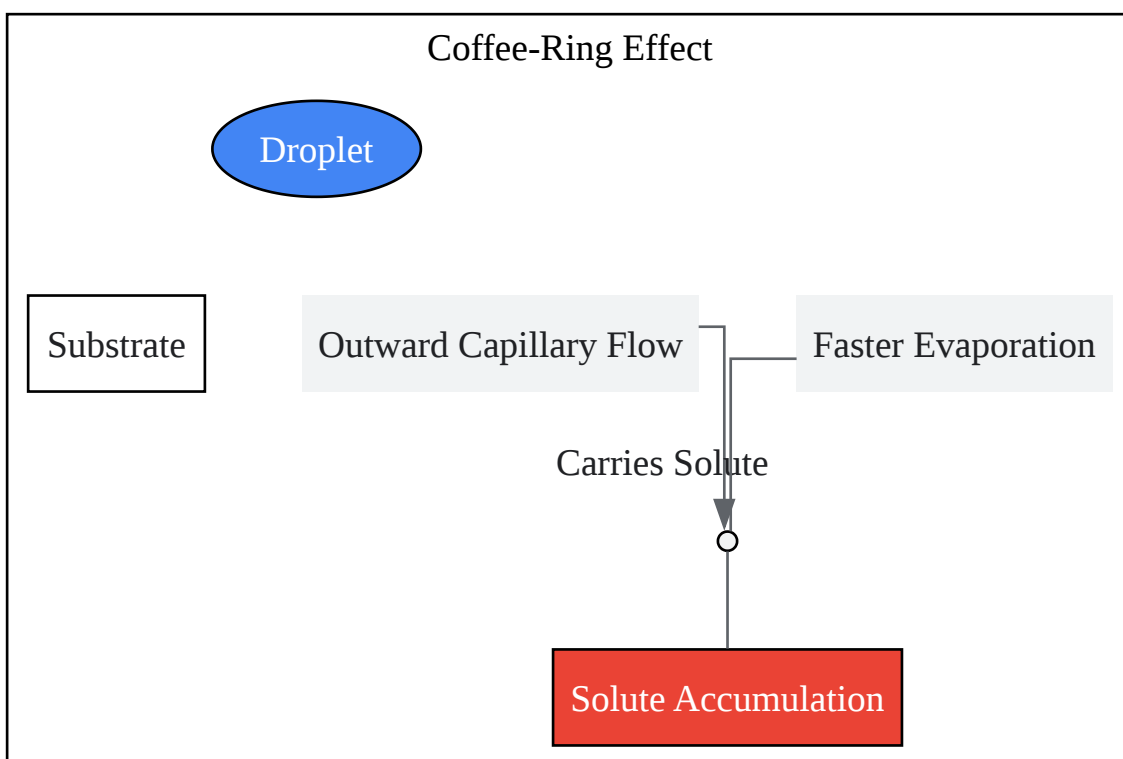 Coffee-Ring Effect
Droplet
Substrate
Outward Capillary Flow
Faster Evaporation
Carries Solute
Solute Accumulation